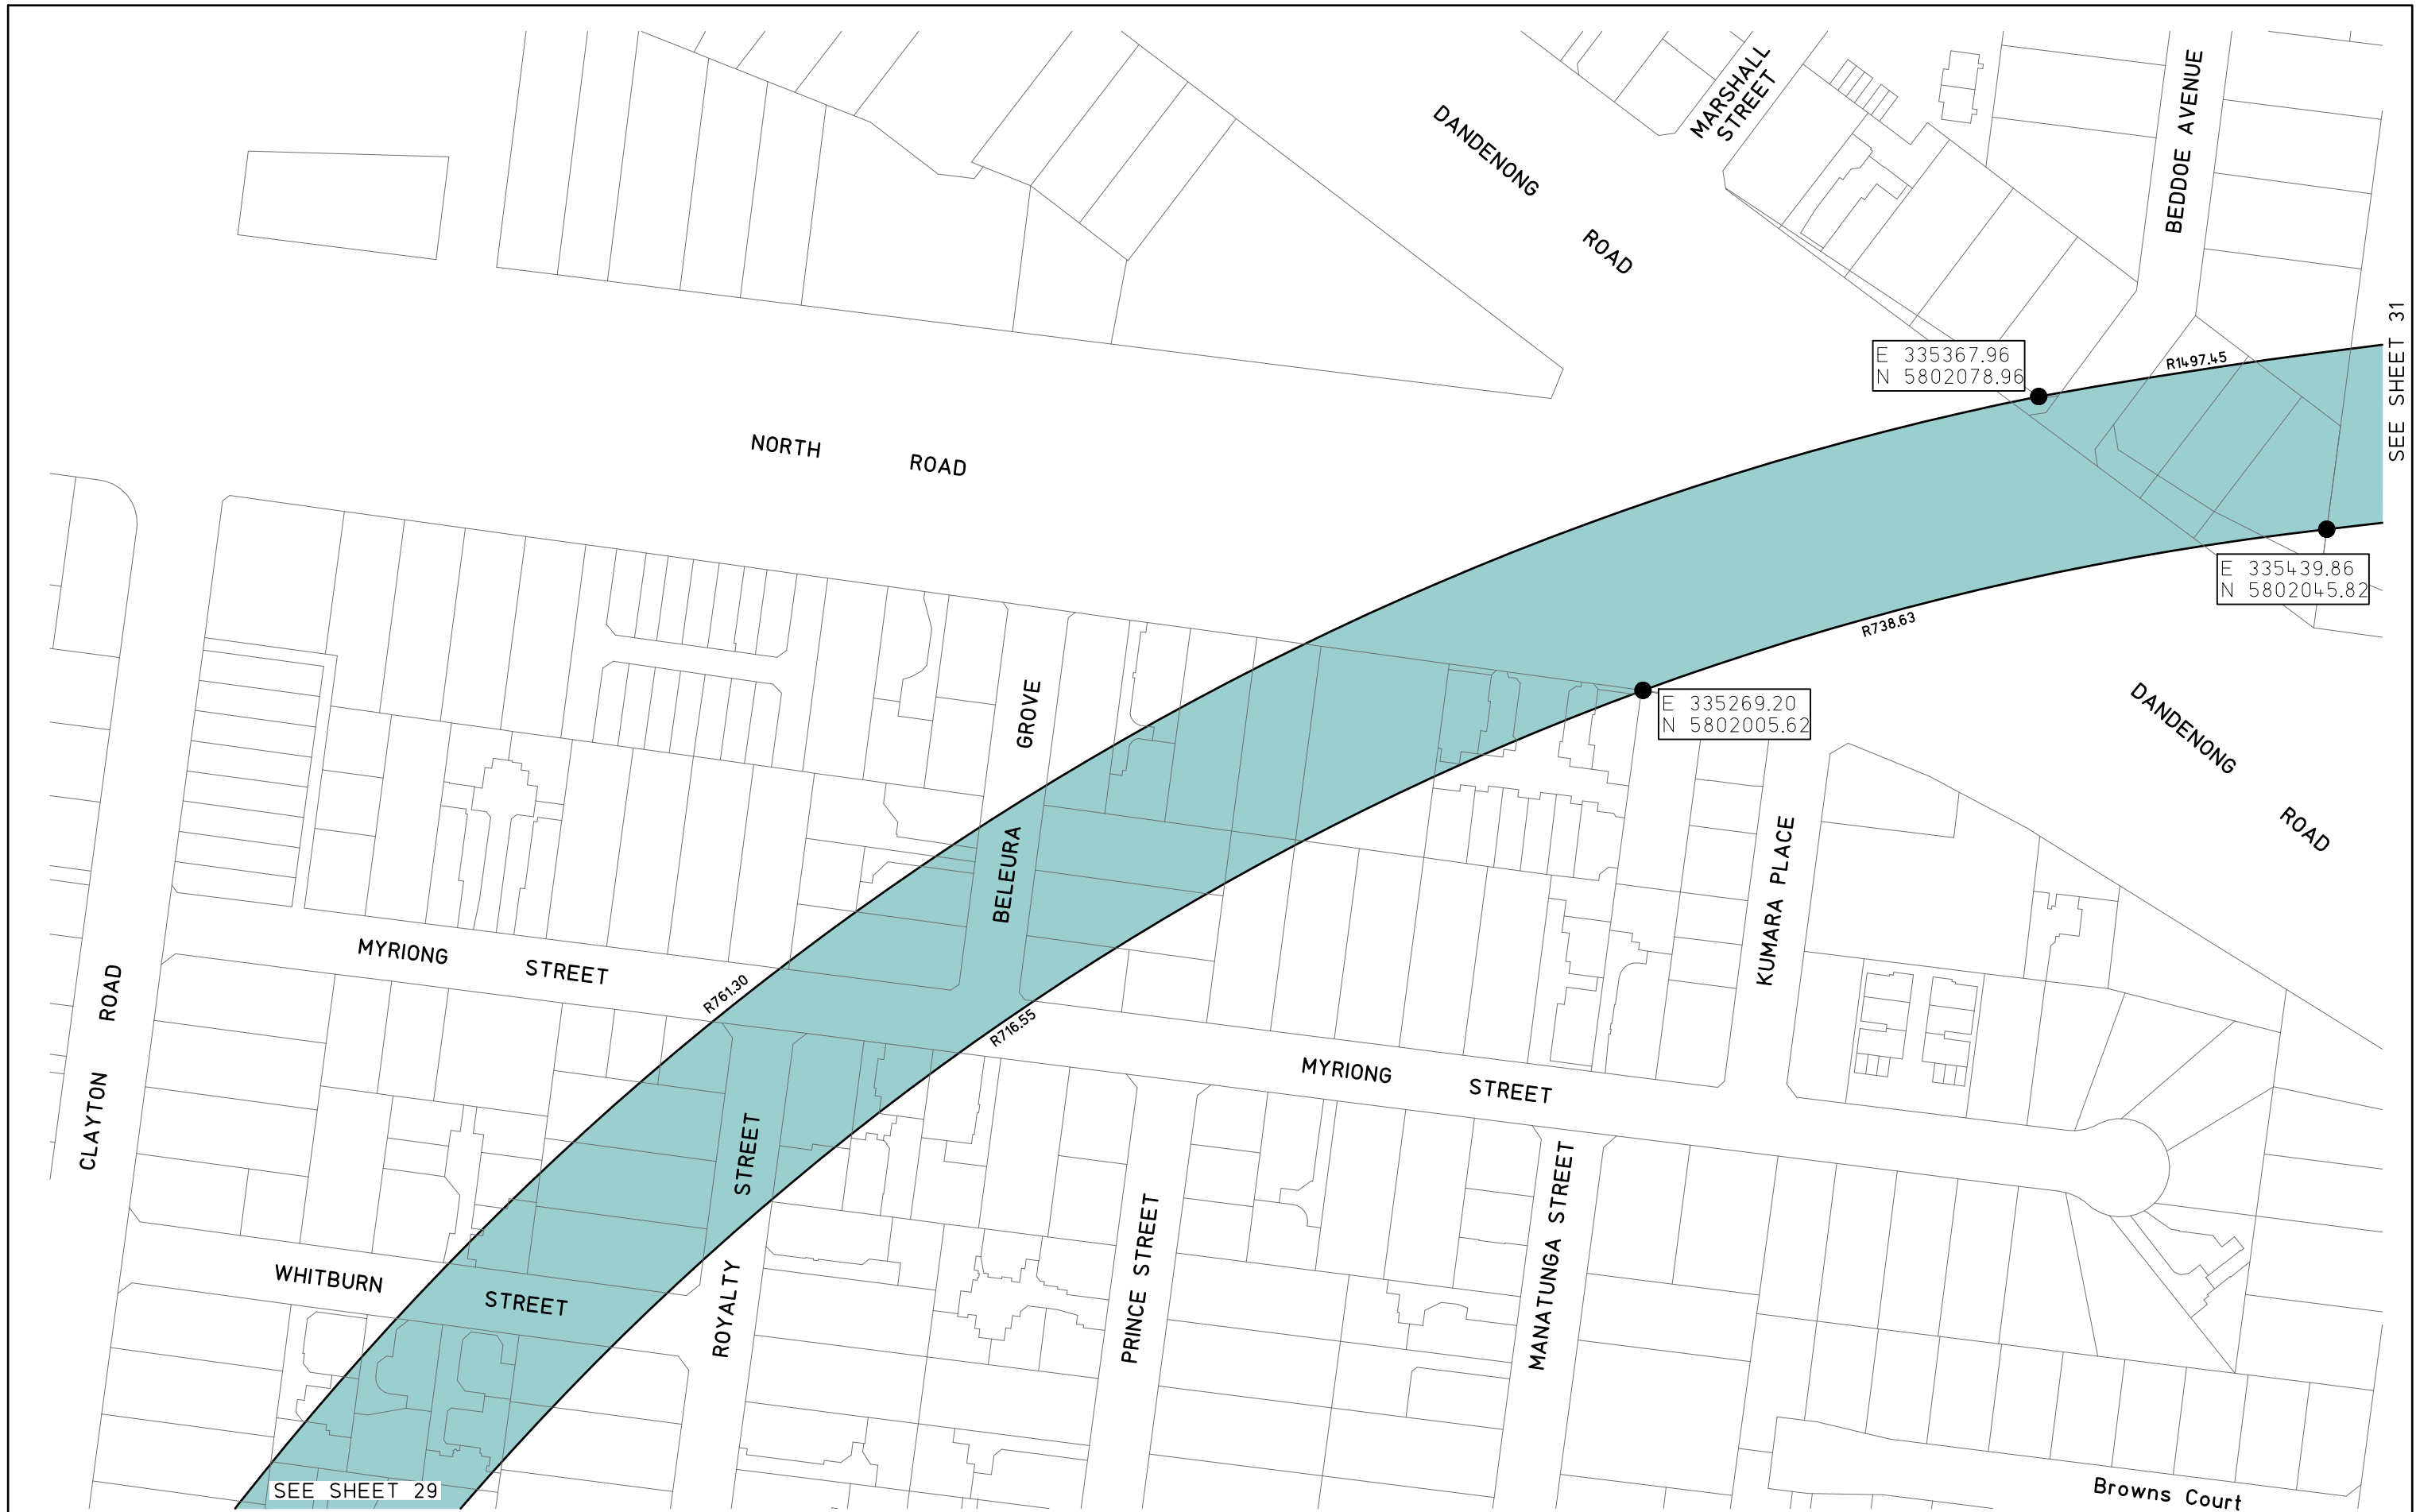 MARSHALL
STREET
BEDDOE AVENUE
DANDENONG
ROAD
SEE SHEET 31
E 335367.96
N 5802078.96
R1497.45
NORTH ROAD
E 335439.86
N 5802045.82
R738.63
E 335269.20
N 5802005.62
DANDENONG
ROAD
BELEURA GROVE
KUMARA PLACE
MYRIONG STREET
CLAYTON ROAD
R761.30
R716.55
MYRIONG STREET
ROYALTY STREET
PRINCE STREET
MANATUNGA STREET
WHITBURN STREET
SEE SHEET 29
Browns Court